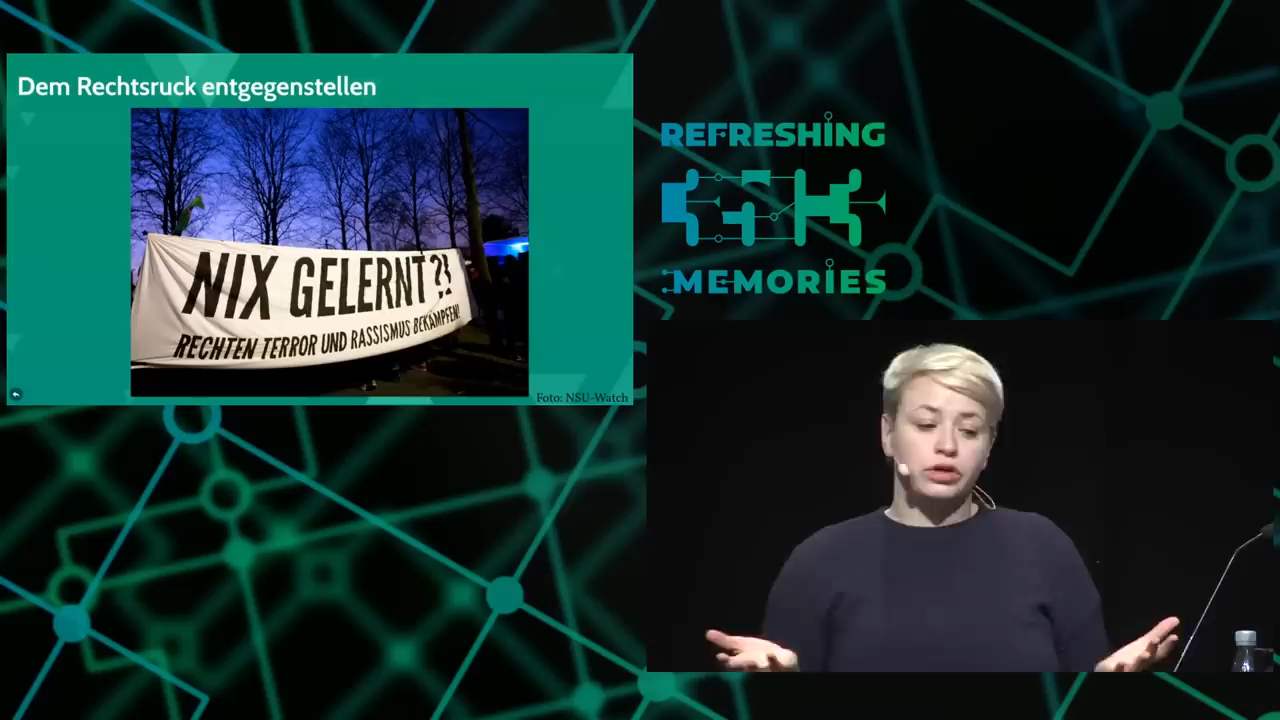 Dem Rechtsruck entgegenstellen
NIX GELERNT?!
RECHTEN TERROR UND RASSISMUS BEKÄMPFEN!
Foto: NSU-Watch
REFRESHING
MEMORIES